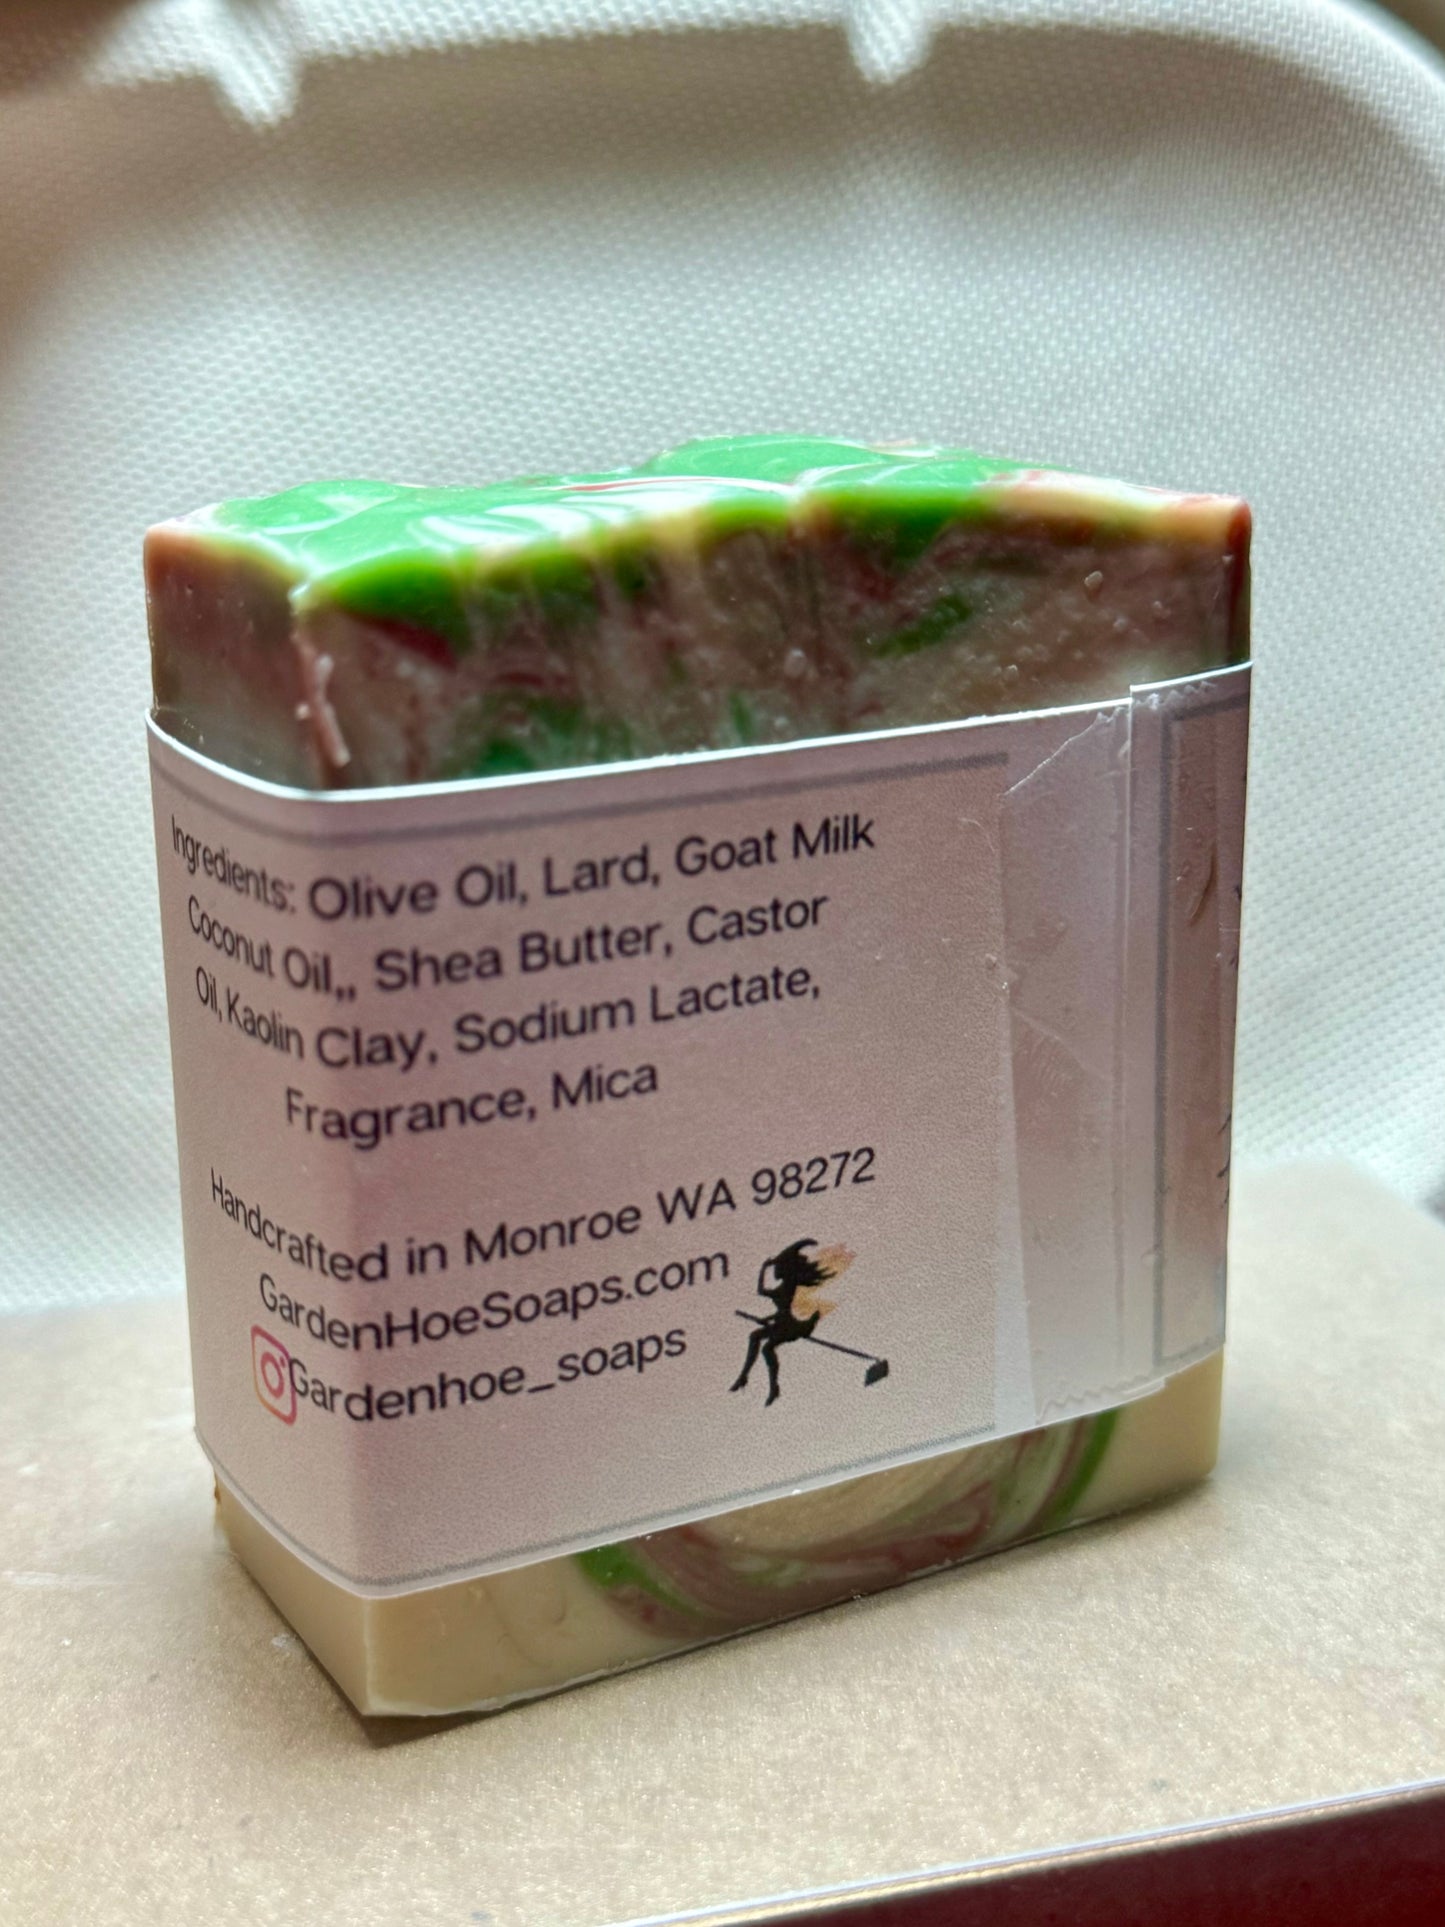 Ingredients: Olive Oil, Lard, Goat Milk
Coconut Oil,, Shea Butter, Castor
Oil, Kaolin Clay, Sodium Lactate,
Fragrance, Mica
Handcrafted in Monroe WA 98272
GardenHoeSoaps.com
Gardenhoe_soaps